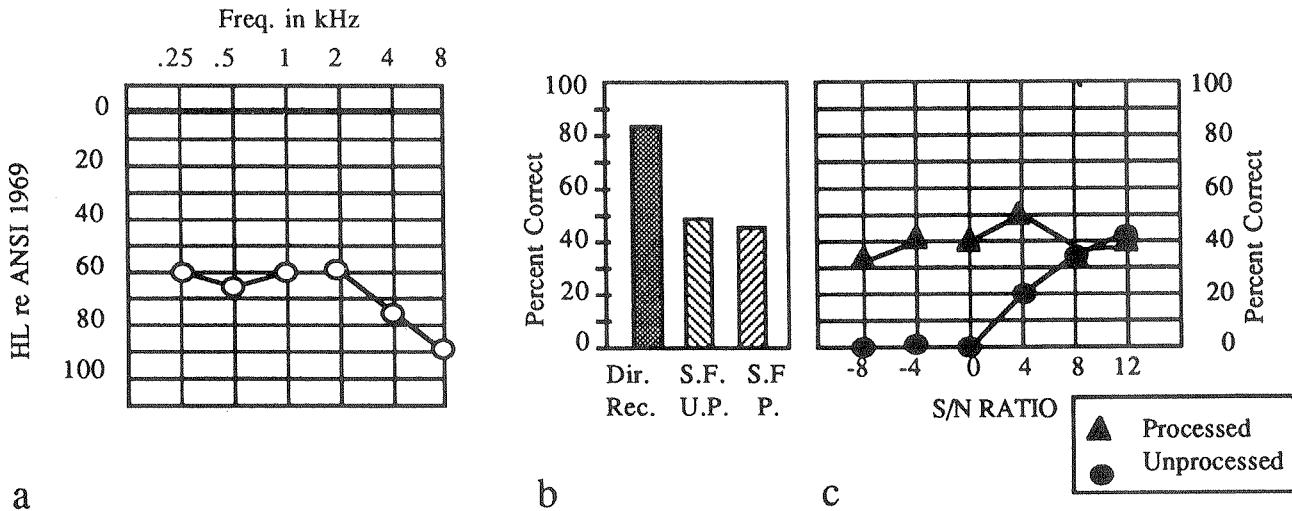 Freq. in kHz
.25 .5 1 2 4 8
HL re ANSI 1969
0
20
40
60
80
100
a
Percent Correct
100
80
60
40
20
0
Dir. S.F. S.F
Rec. U.P. P.
b
100
80
60
40
20
0
Percent Correct
-8 -4 0 4 8 12
S/N RATIO
Processed
Unprocessed
c